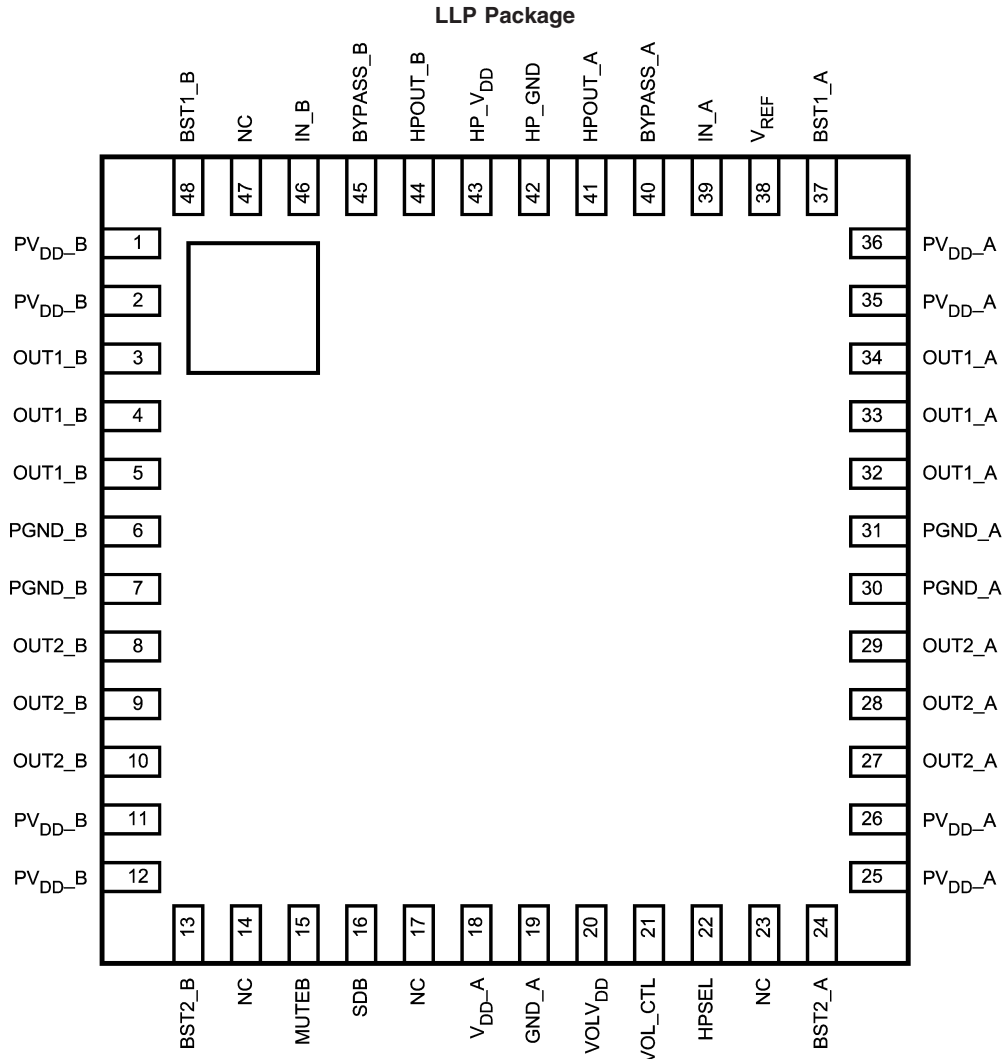 LLP Package
BST1_B
NC
IN_B
BYPASS_B
HPOUT_B
HP_VDD
HP_GND
HPOUT_A
BYPASS_A
IN_A
VREF
BST1_A
48 47 46 45 44 43 42 41 40 39 38 37
PVDD_B 1 36 PVDD_A
PVDD_B 2 35 PVDD_A
OUT1_B 3 34 OUT1_A
OUT1_B 4 33 OUT1_A
OUT1_B 5 32 OUT1_A
PGND_B 6 31 PGND_A
PGND_B 7 30 PGND_A
OUT2_B 8 29 OUT2_A
OUT2_B 9 28 OUT2_A
OUT2_B 10 27 OUT2_A
PVDD_B 11 26 PVDD_A
PVDD_B 12 25 PVDD_A
13 14 15 16 17 18 19 20 21 22 23 24
BST2_B
NC
MUTEB
SDB
NC
VDD_A
GND_A
VOLVDD
VOL_CTL
HPSEL
NC
BST2_A